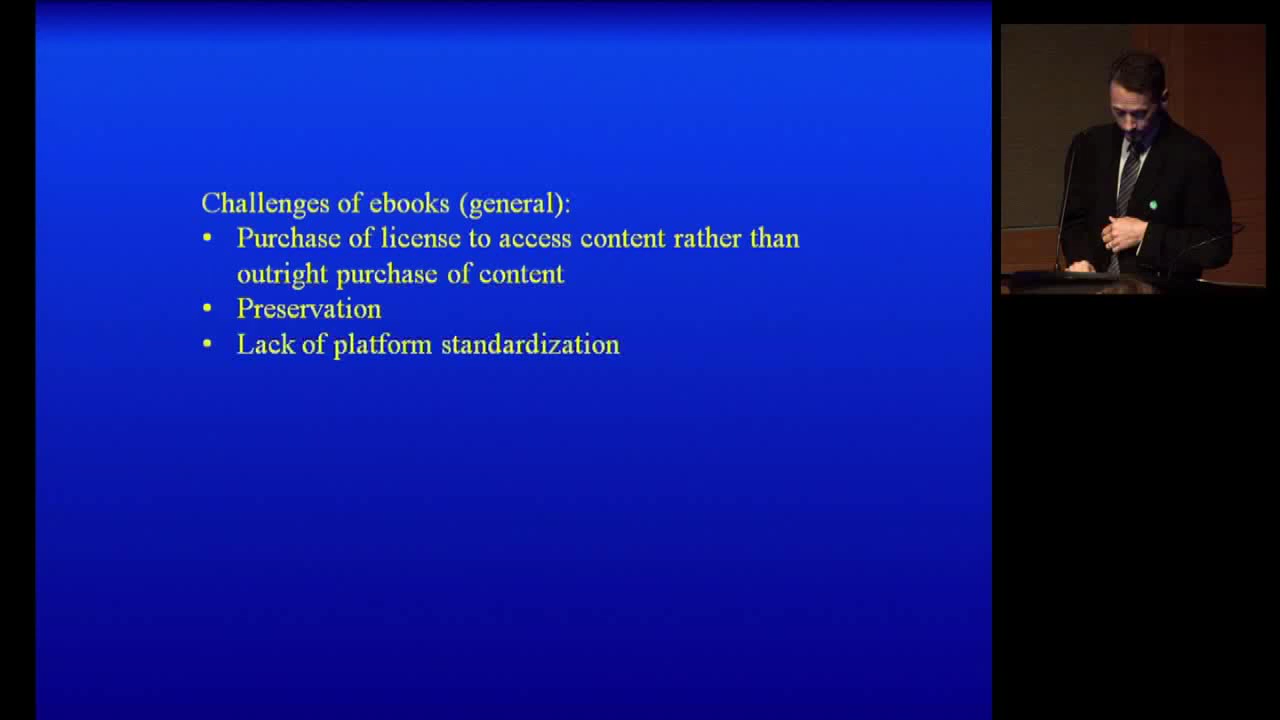 Challenges of ebooks (general):
• Purchase of license to access content rather than
outright purchase of content
• Preservation
• Lack of platform standardization